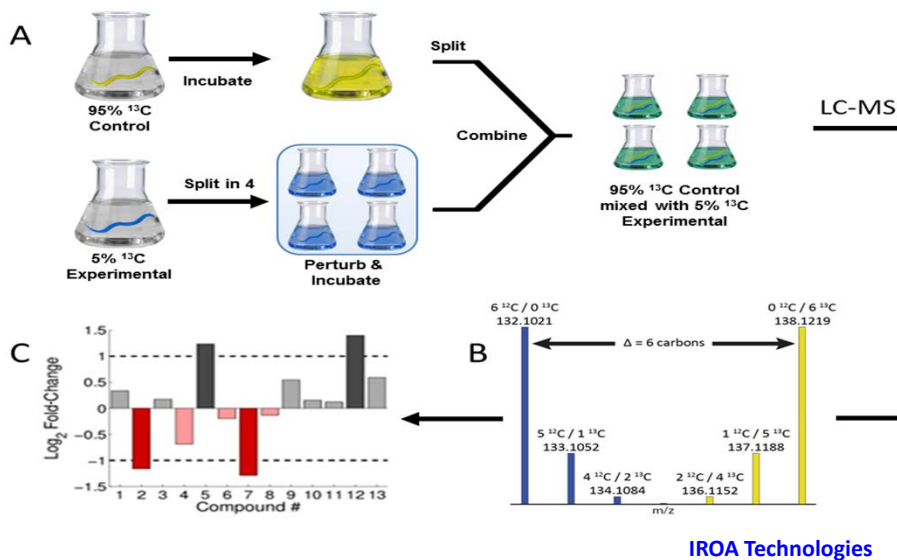 A
Incubate
95% ¹³C
Control
Split
Combine
LC-MS
Split in 4
5% ¹³C
Experimental
Perturb &
Incubate
95% ¹³C Control
mixed with 5% ¹³C
Experimental
C
Log₂ Fold-Change
1.5
1
0.5
0
−0.5
−1
−1.5
1 2 3 4 5 6 7 8 9 10 11 12 13
Compound #
B
6 ¹²C / 0 ¹³C
132.1021
0 ¹²C / 6 ¹³C
138.1219
Δ = 6 carbons
5 ¹²C / 1 ¹³C
133.1052
1 ¹²C / 5 ¹³C
137.1188
4 ¹²C / 2 ¹³C
134.1084
2 ¹²C / 4 ¹³C
136.1152
m/z
IROA Technologies